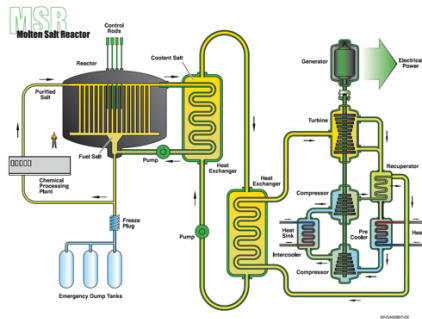 MSR
Molten Salt Reactor
Control
Rods
Coolant Salt
Reactor
Purified
Salt
Generator
Electrical
Power
Turbine
Fuel Salt
Pump
Heat
Exchanger
Chemical
Processing
Plant
Heat
Exchanger
Recuperator
Compressor
Freeze
Plug
Pump
Heat
Sink
Pre
Cooler
Heat
Intercooler
Compressor
Emergency Dump Tanks